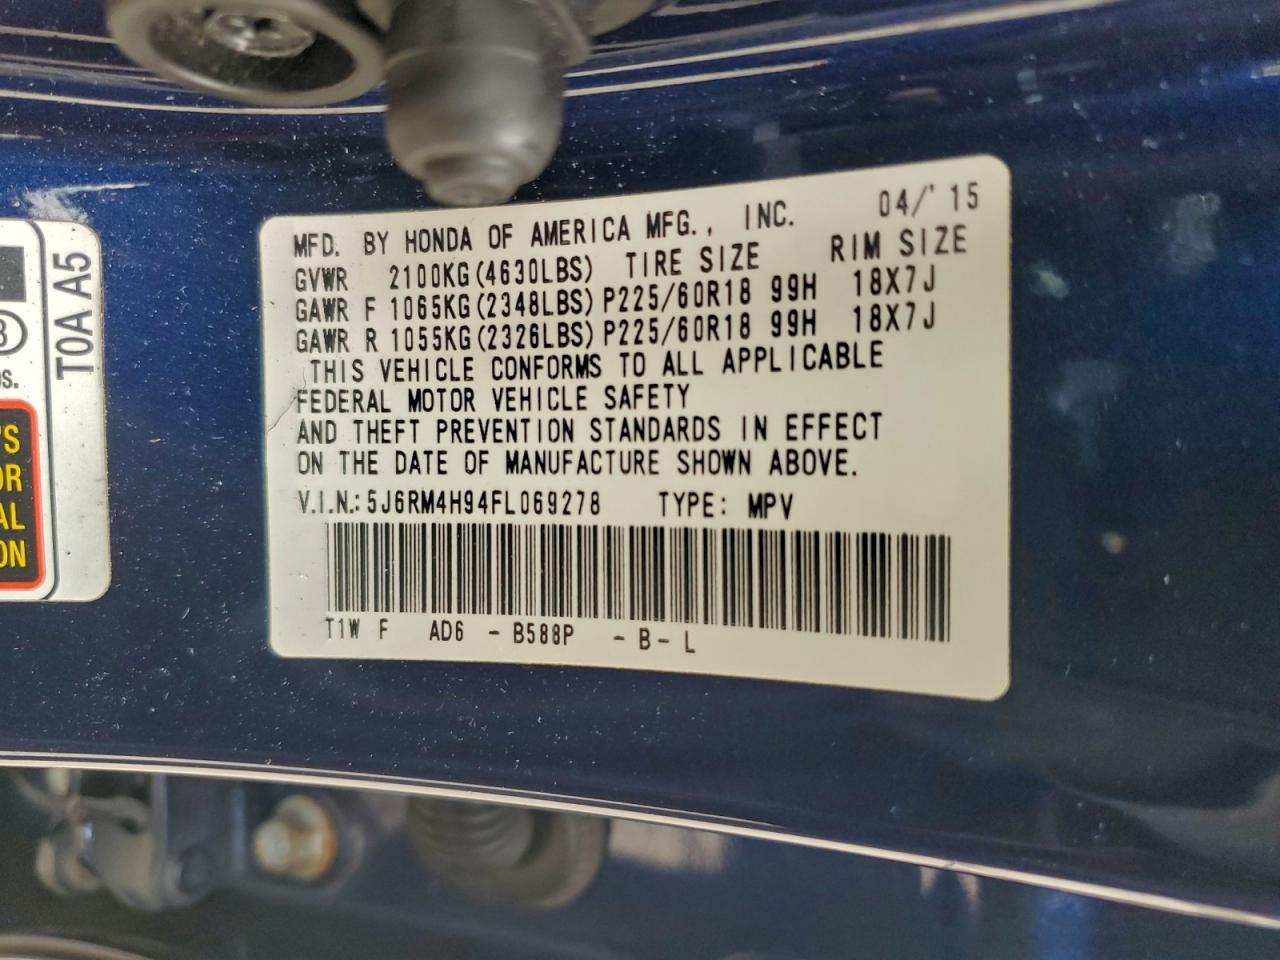 MFD. BY HONDA OF AMERICA MFG., INC. 04/'15
GVWR 2100KG(4630LBS) TIRE SIZE RIM SIZE
GAWR F 1065KG(2348LBS) P225/60R18 99H 18X7J
GAWR R 1055KG(2326LBS) P225/60R18 99H 18X7J
THIS VEHICLE CONFORMS TO ALL APPLICABLE
FEDERAL MOTOR VEHICLE SAFETY
AND THEFT PREVENTION STANDARDS IN EFFECT
ON THE DATE OF MANUFACTURE SHOWN ABOVE.
V.I.N.: 5J6RM4H94FL069278 TYPE: MPV
T1W F AD6 - B588P - B - L
T0A A5
'S
OR
AL
ON